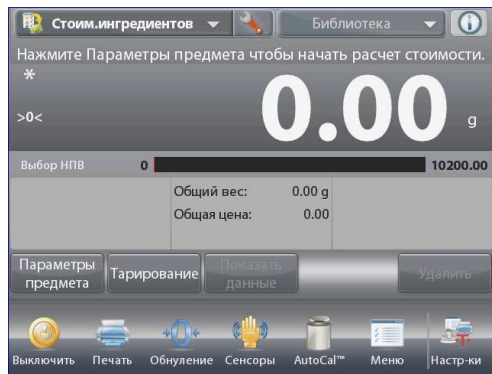 Стоим.ингредиентов Библиотека
Нажмите Параметры предмета чтобы начать расчет стоимости.
*
>0<
0.00 g
Выбор НПВ 0 10200.00
Общий вес: 0.00 g
Общая цена: 0.00
Параметры предмета Тарирование Показать данные Удалить
Выключить Печать Обнуление Сенсоры AutoCal™ Меню Настр-ки